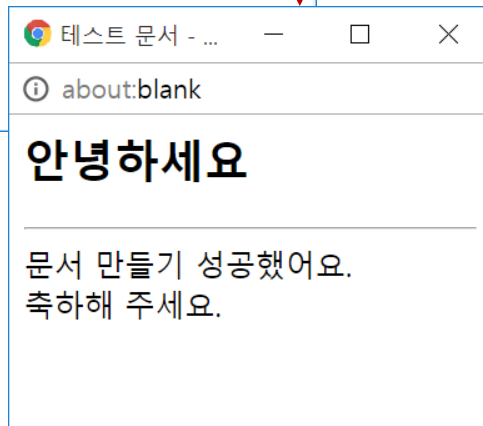 테스트 문서 - ...
about:blank
안녕하세요
문서 만들기 성공했어요.
축하해 주세요.